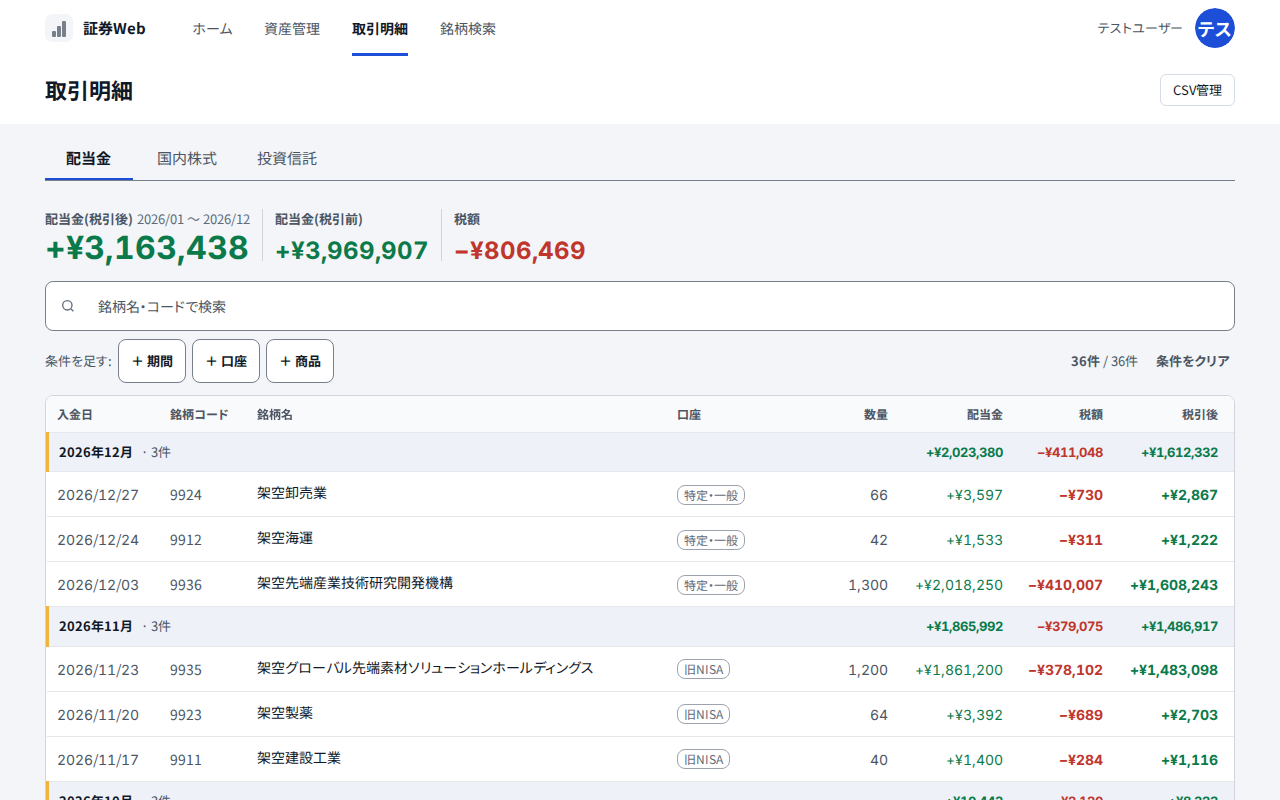 証券Web ホーム 資産管理 取引明細 銘柄検索 テストユーザー テス
取引明細 CSV管理
配当金 国内株式 投資信託
配当金(税引後) 2026/01 ～ 2026/12 配当金(税引前) 税額
+¥3,163,438 +¥3,969,907 −¥806,469
銘柄名・コードで検索
条件を足す: ＋ 期間 ＋ 口座 ＋ 商品 36件 / 36件 条件をクリア
入金日 銘柄コード 銘柄名 口座 数量 配当金 税額 税引後
2026年12月 · 3件 +¥2,023,380 −¥411,048 +¥1,612,332
2026/12/27 9924 架空卸売業 特定・一般 66 +¥3,597 −¥730 +¥2,867
2026/12/24 9912 架空海運 特定・一般 42 +¥1,533 −¥311 +¥1,222
2026/12/03 9936 架空先端産業技術研究開発機構 特定・一般 1,300 +¥2,018,250 −¥410,007 +¥1,608,243
2026年11月 · 3件 +¥1,865,992 −¥379,075 +¥1,486,917
2026/11/23 9935 架空グローバル先端素材ソリューションホールディングス 旧NISA 1,200 +¥1,861,200 −¥378,102 +¥1,483,098
2026/11/20 9923 架空製薬 旧NISA 64 +¥3,392 −¥689 +¥2,703
2026/11/17 9911 架空建設工業 旧NISA 40 +¥1,400 −¥284 +¥1,116
2026年10月 · 3件